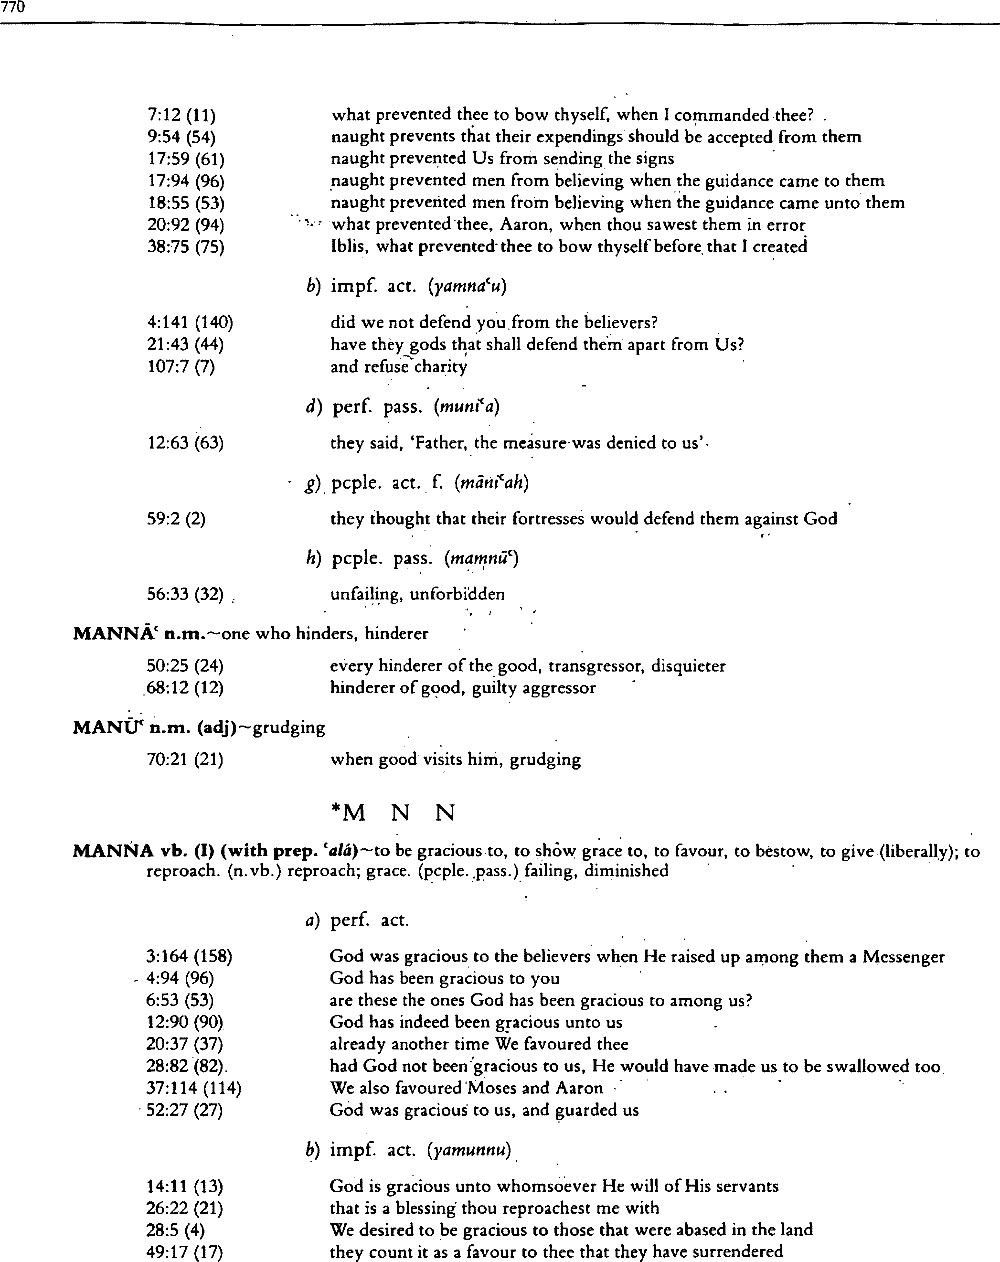 770
7:12 (11) what prevented thee to bow thyself, when I commanded thee?
9:54 (54) naught prevents that their expendings should be accepted from them
17:59 (61) naught prevented Us from sending the signs
17:94 (96) naught prevented men from believing when the guidance came to them
18:55 (53) naught prevented men from believing when the guidance came unto them
20:92 (94) what prevented thee, Aaron, when thou sawest them in error
38:75 (75) Iblis, what prevented thee to bow thyself before that I created
b) impf. act. (yamnaʿu)
4:141 (140) did we not defend you from the believers?
21:43 (44) have they gods that shall defend them apart from Us?
107:7 (7) and refuse charity
d) perf. pass. (muniʿa)
12:63 (63) they said, 'Father, the measure was denied to us'
g) pcple. act. f. (māniʿah)
59:2 (2) they thought that their fortresses would defend them against God
h) pcple. pass. (mamnūʿ)
56:33 (32) unfailing, unforbidden
MANNĀʿ n.m.~one who hinders, hinderer
50:25 (24) every hinderer of the good, transgressor, disquieter
68:12 (12) hinderer of good, guilty aggressor
MANŪʿ n.m. (adj)~grudging
70:21 (21) when good visits him, grudging
*M N N
MANNA vb. (I) (with prep. ʿalá)~to be gracious to, to show grace to, to favour, to bestow, to give (liberally); to
reproach. (n.vb.) reproach; grace. (pcple. pass.) failing, diminished
a) perf. act.
3:164 (158) God was gracious to the believers when He raised up among them a Messenger
4:94 (96) God has been gracious to you
6:53 (53) are these the ones God has been gracious to among us?
12:90 (90) God has indeed been gracious unto us
20:37 (37) already another time We favoured thee
28:82 (82) had God not been gracious to us, He would have made us to be swallowed too
37:114 (114) We also favoured Moses and Aaron
52:27 (27) God was gracious to us, and guarded us
b) impf. act. (yamunnu)
14:11 (13) God is gracious unto whomsoever He will of His servants
26:22 (21) that is a blessing thou reproachest me with
28:5 (4) We desired to be gracious to those that were abased in the land
49:17 (17) they count it as a favour to thee that they have surrendered